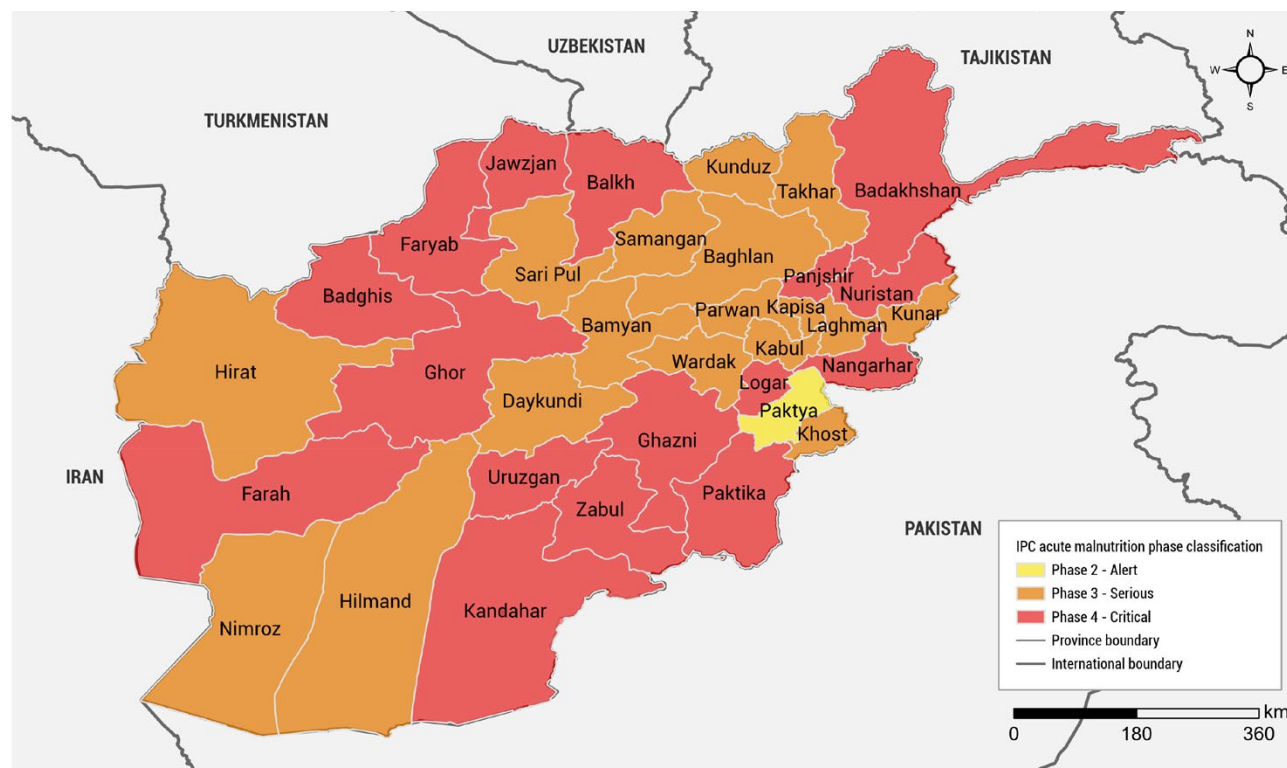 UZBEKISTAN
TAJIKISTAN
N
W
E
S
TURKMENISTAN
Jawzjan
Balkh
Kunduz
Takhar
Badakhshan
Faryab
Samangan
Baghlan
Sari Pul
Panjshir
Badghis
Nuristan
Parwan
Kapisa
Kunar
Bamyan
Laghman
Kabul
Wardak
Nangarhar
Hirat
Ghor
Logar
Daykundi
Paktya
Khost
Ghazni
IRAN
Uruzgan
Farah
Paktika
Zabul
PAKISTAN
Hilmand
Kandahar
Nimroz
IPC acute malnutrition phase classification
Phase 2 - Alert
Phase 3 - Serious
Phase 4 - Critical
Province boundary
International boundary
km
0 180 360